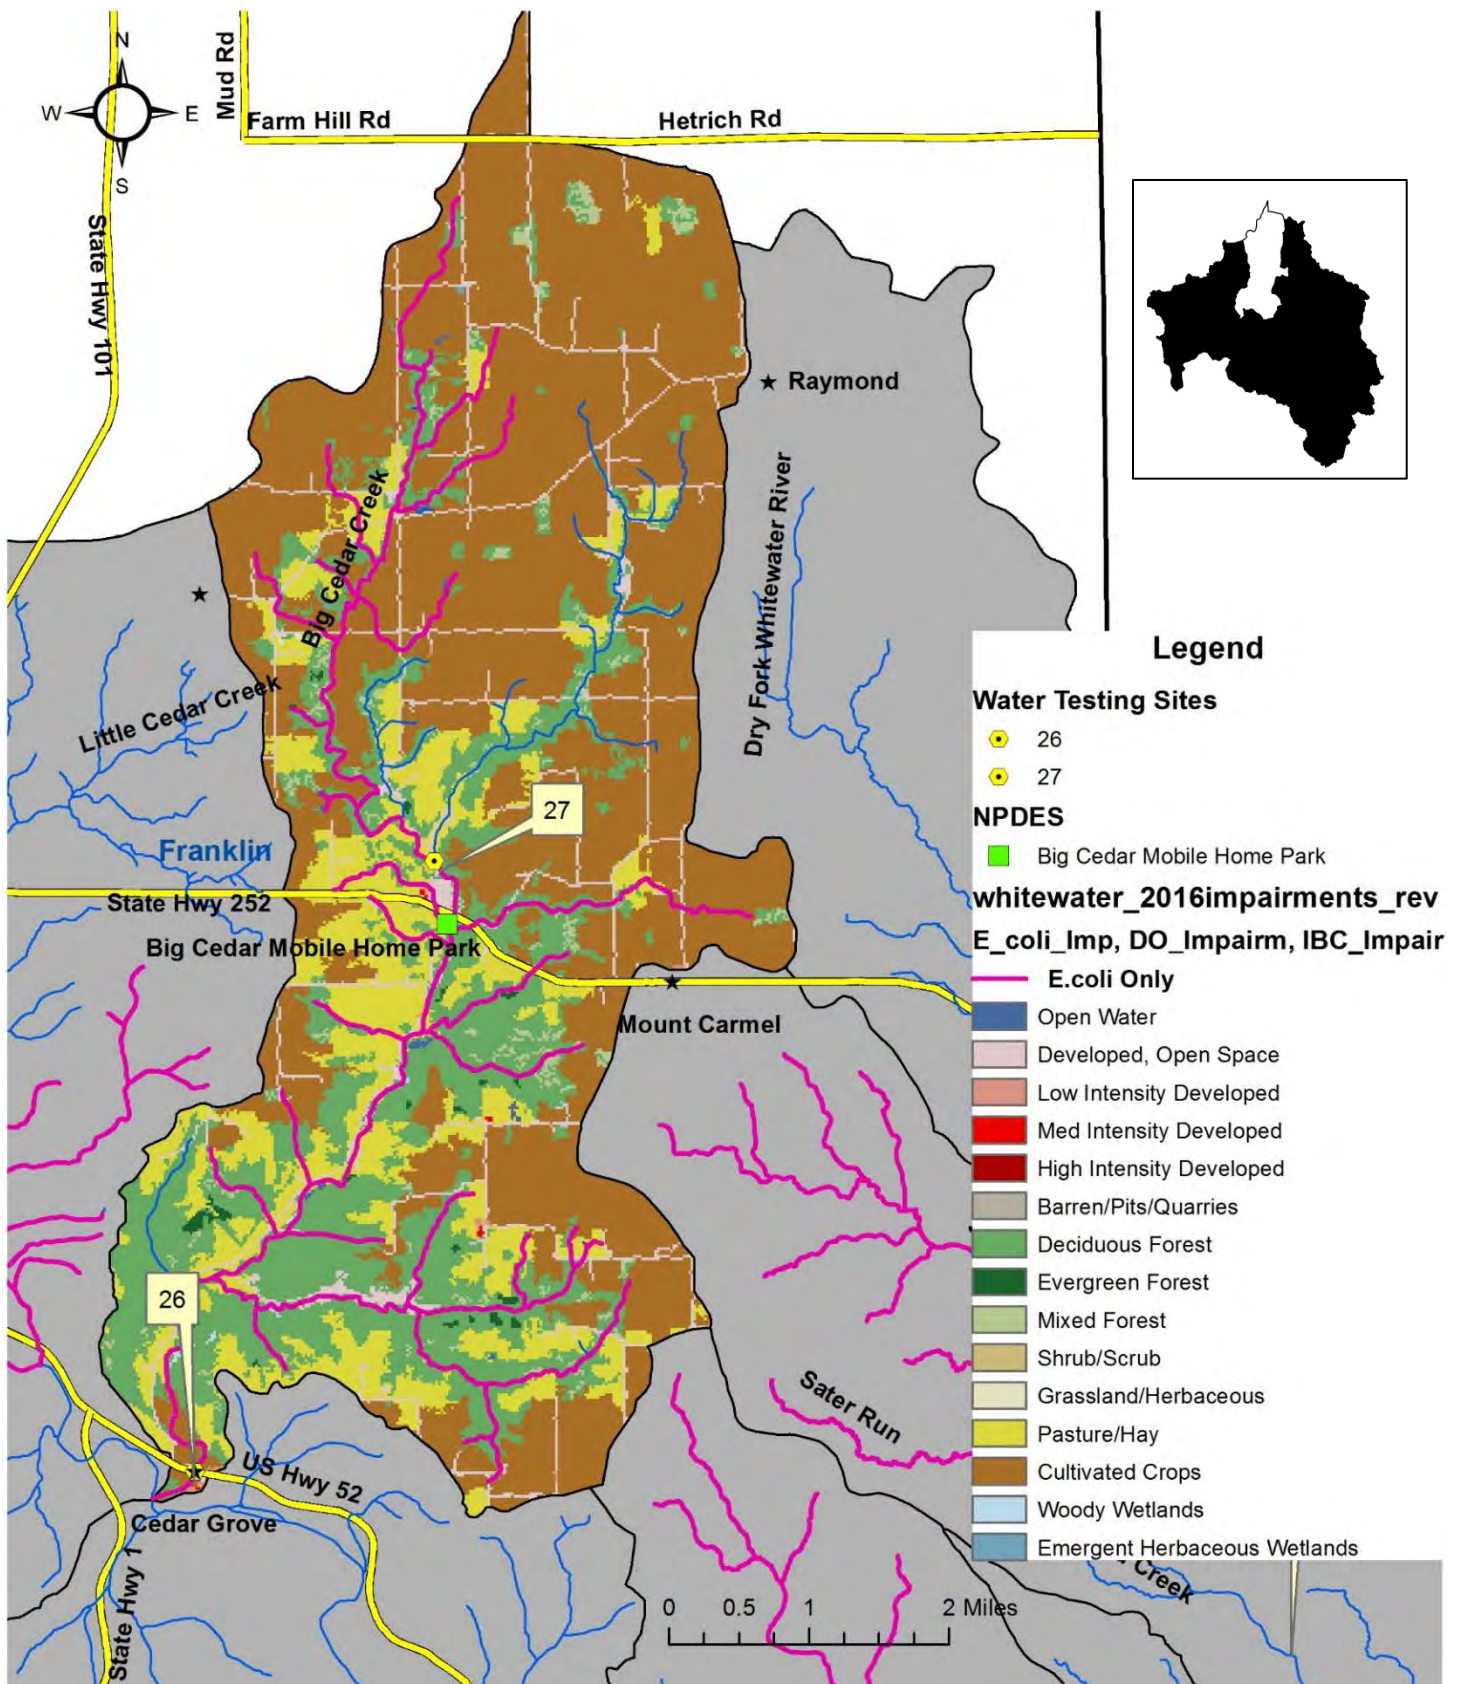 N
W
E
S
Mud Rd
Farm Hill Rd
Hetrich Rd
State Hwy 101
Raymond
Big Cedar Creek
Dry Fork Whitewater River
Little Cedar Creek
27
Franklin
State Hwy 252
Big Cedar Mobile Home Park
Mount Carmel
26
Sater Run
US Hwy 52
Cedar Grove
State Hwy 1
Creek
0 0.5 1 2 Miles
Legend
Water Testing Sites
26
27
NPDES
Big Cedar Mobile Home Park
whitewater_2016impairments_rev
E_coli_Imp, DO_Impairm, IBC_Impair
E.coli Only
Open Water
Developed, Open Space
Low Intensity Developed
Med Intensity Developed
High Intensity Developed
Barren/Pits/Quarries
Deciduous Forest
Evergreen Forest
Mixed Forest
Shrub/Scrub
Grassland/Herbaceous
Pasture/Hay
Cultivated Crops
Woody Wetlands
Emergent Herbaceous Wetlands